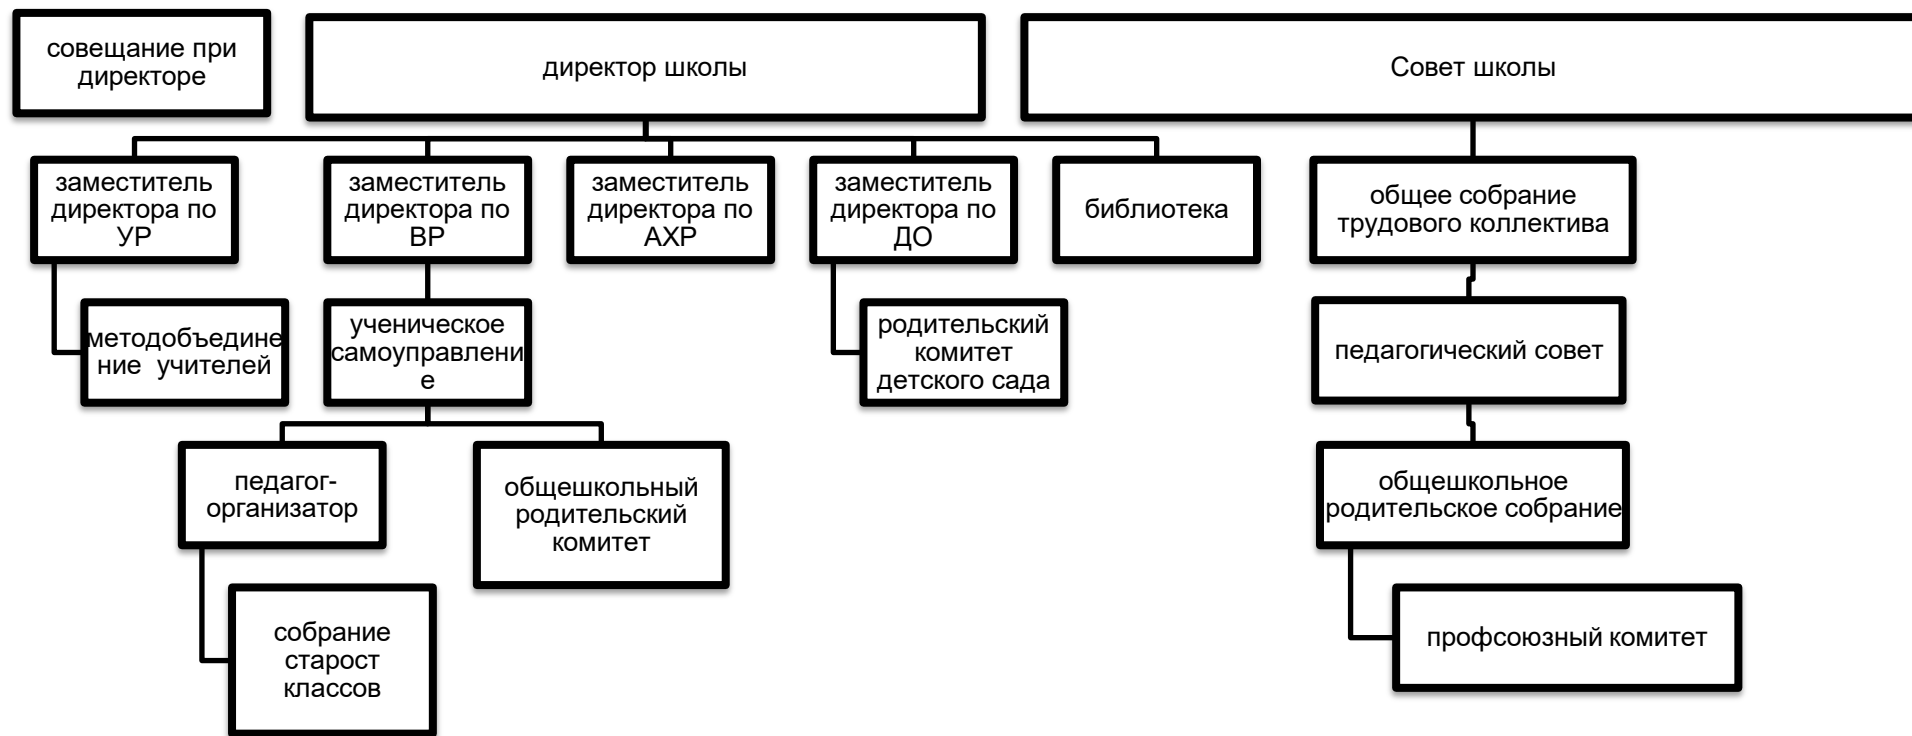 совещание при
директоре
директор школы
Совет школы
заместитель
директора по
УР
заместитель
директора по
ВР
заместитель
директора по
АХР
заместитель
директора по
ДО
библиотека
общее собрание
трудового коллектива
методобъедине
ние учителей
ученическое
самоуправлени
е
родительский
комитет
детского сада
педагогический совет
педагог-
организатор
общешкольный
родительский
комитет
общешкольное
родительское собрание
собрание
старост
классов
профсоюзный комитет